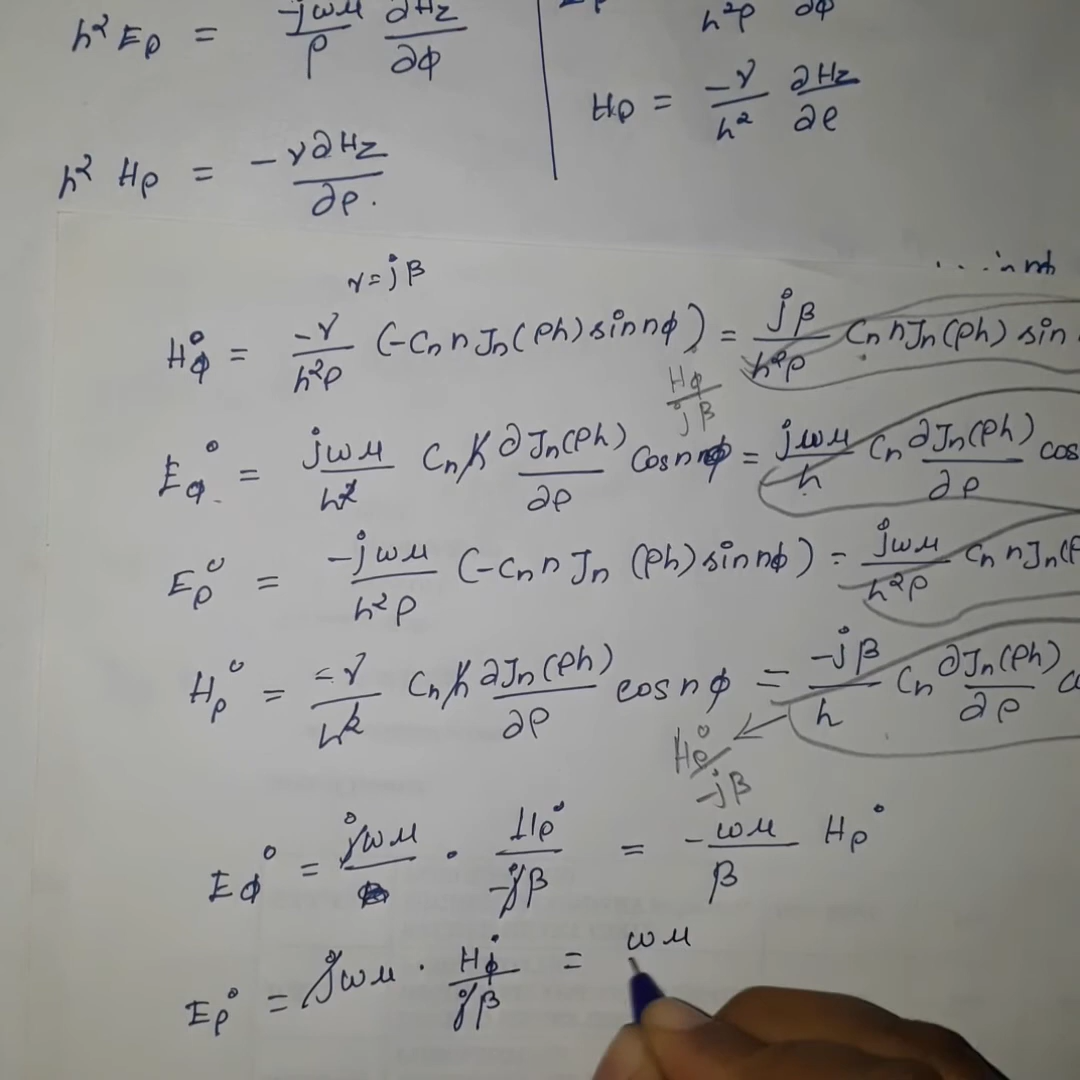 h² Eρ = -jωμ/ρ ∂Hz/∂φ
h²ρ ∂φ
Hρ = -γ/h² ∂Hz/∂ρ
h² Hρ = -γ∂Hz/∂ρ.
γ = jβ
Hφ° = -γ/h²ρ (-Cn n Jn(ρh) sin nφ) = jβ/h²ρ Cn n Jn(ρh) sin
Hφ/jβ
Eφ° = jωμ/h² Cn h ∂Jn(ρh)/∂ρ Cos nφ = jωμ/h Cn ∂Jn(ρh)/∂ρ cos
Eρ° = -jωμ/h²ρ (-Cn n Jn (ρh) sin nφ) = jωμ/h²ρ Cn n Jn(ρ
Hρ° = -γ/h² Cn h ∂Jn(ρh)/∂ρ cos nφ = -jβ/h Cn ∂Jn(ρh)/∂ρ
Hρ°/-jβ
Eφ° = jωμ · Hρ°/-jβ = -ωμ/β Hρ°
Eρ° = jωμ · Hφ°/jβ = ωμ